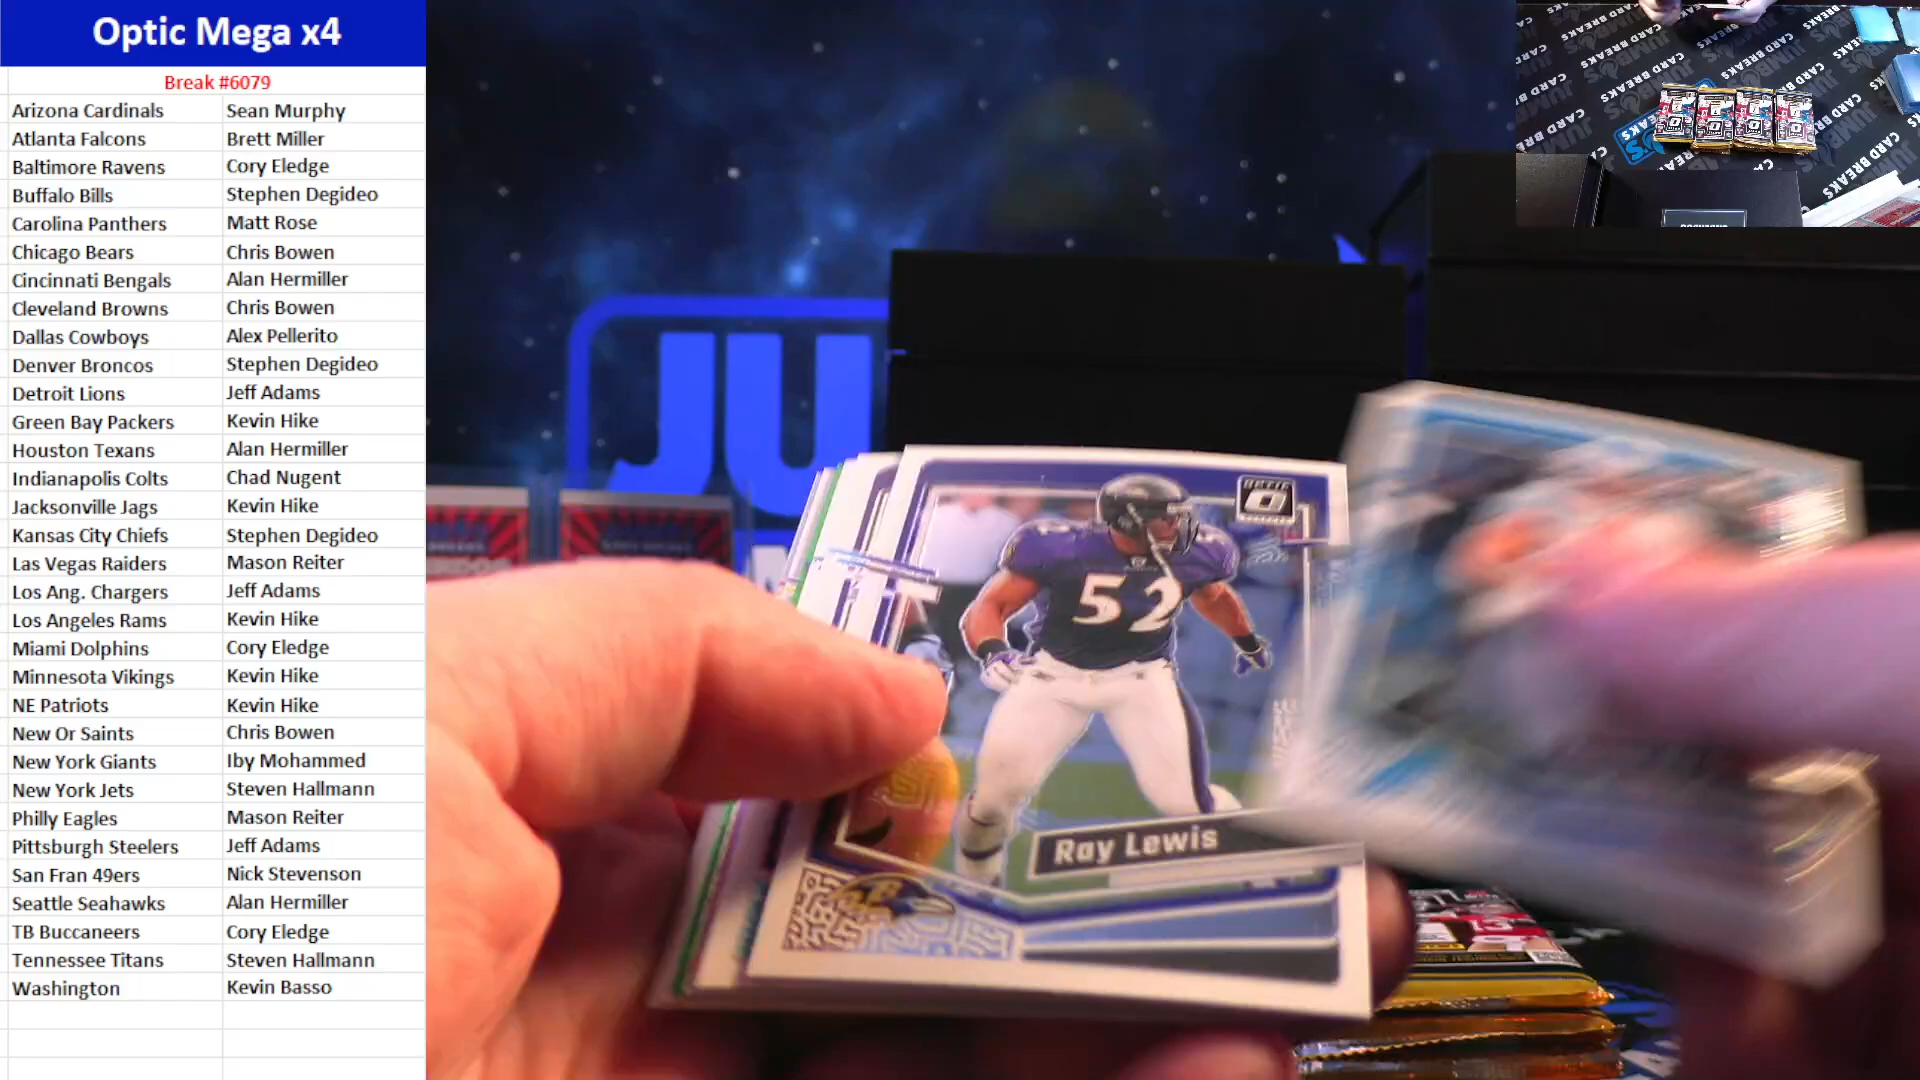 Optic Mega x4
Break #6079
Arizona Cardinals Sean Murphy
Atlanta Falcons Brett Miller
Baltimore Ravens Cory Eledge
Buffalo Bills Stephen Degideo
Carolina Panthers Matt Rose
Chicago Bears Chris Bowen
Cincinnati Bengals Alan Hermiller
Cleveland Browns Chris Bowen
Dallas Cowboys Alex Pellerito
Denver Broncos Stephen Degideo
Detroit Lions Jeff Adams
Green Bay Packers Kevin Hike
Houston Texans Alan Hermiller
Indianapolis Colts Chad Nugent
Jacksonville Jags Kevin Hike
Kansas City Chiefs Stephen Degideo
Las Vegas Raiders Mason Reiter
Los Ang. Chargers Jeff Adams
Los Angeles Rams Kevin Hike
Miami Dolphins Cory Eledge
Minnesota Vikings Kevin Hike
NE Patriots Kevin Hike
New Or Saints Chris Bowen
New York Giants Iby Mohammed
New York Jets Steven Hallmann
Philly Eagles Mason Reiter
Pittsburgh Steelers Jeff Adams
San Fran 49ers Nick Stevenson
Seattle Seahawks Alan Hermiller
TB Buccaneers Cory Eledge
Tennessee Titans Steven Hallmann
Washington Kevin Basso
JU
OPTIC
52
Ray Lewis
CARD BREAKS
CARD BREAKS